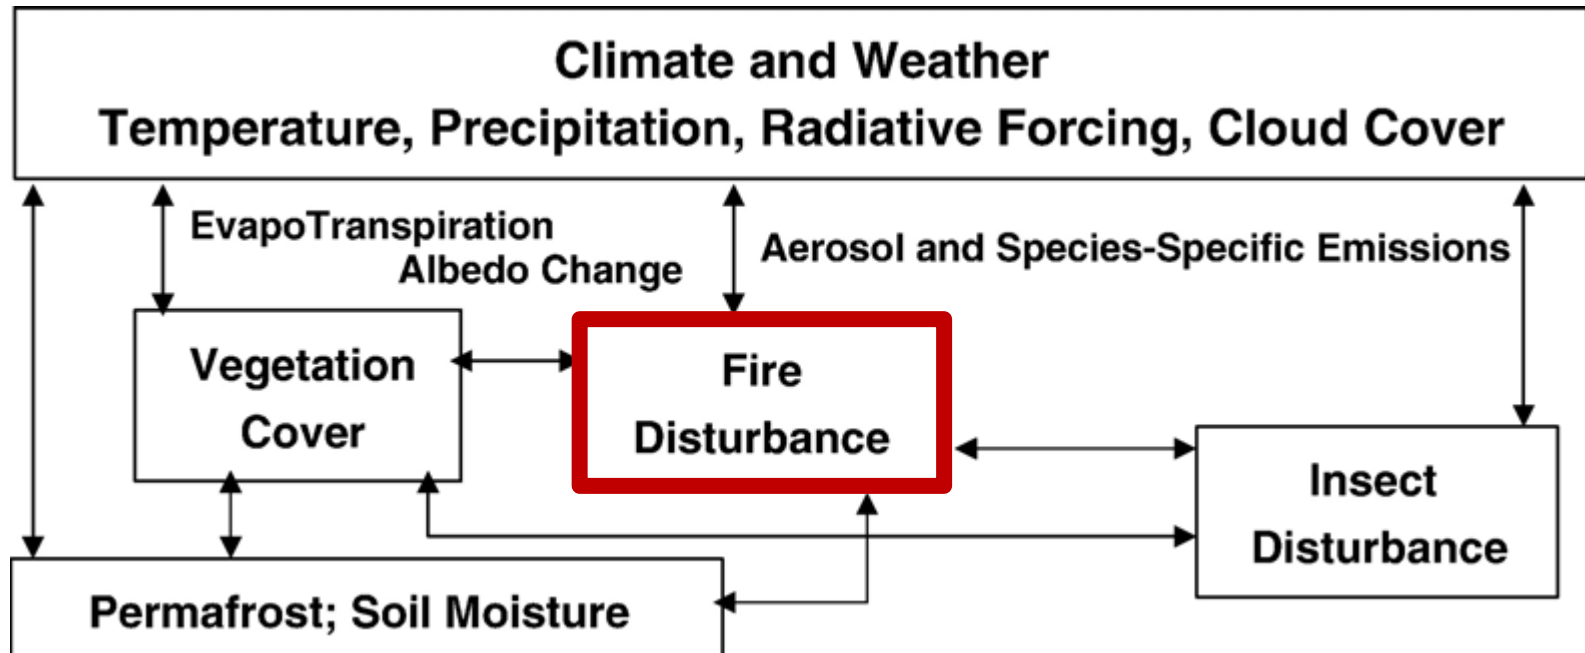 Climate and Weather
Temperature, Precipitation, Radiative Forcing, Cloud Cover
EvapoTranspiration
Albedo Change
Aerosol and Species-Specific Emissions
Vegetation
Cover
Fire
Disturbance
Insect
Disturbance
Permafrost; Soil Moisture